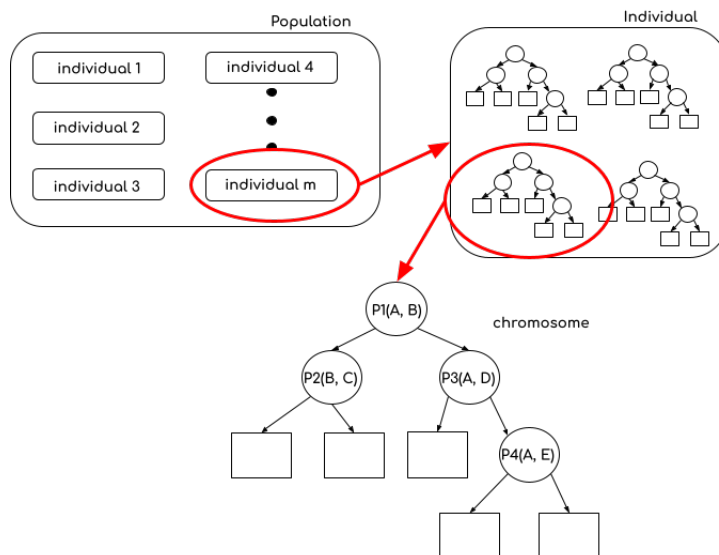 Population
individual 1
individual 4
individual 2
individual 3
individual m
Individual
chromosome
P1(A, B)
P2(B, C)
P3(A, D)
P4(A, E)